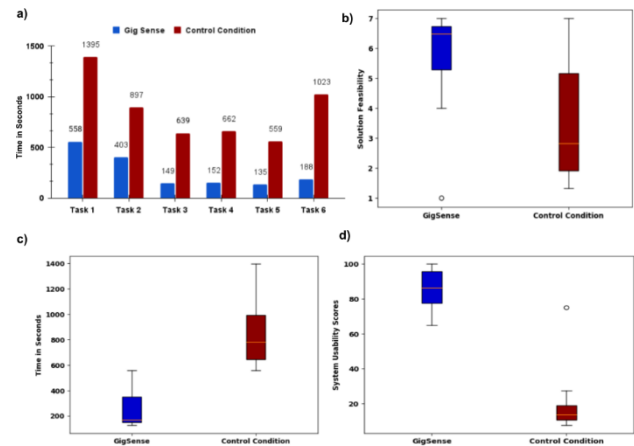 a)
Gig Sense Control Condition
1500
1000
500
0
Time in Seconds
1395
558
897
403
639
149
662
152
559
135
1023
188
Task 1 Task 2 Task 3 Task 4 Task 5 Task 6
b)
7
6
5
4
3
2
1
Solution Feasibility
GigSense Control Condition
c)
1400
1200
1000
800
600
400
200
Time in Seconds
GigSense Control Condition
d)
100
80
60
40
20
System Usability Scores
GigSense Control Condition